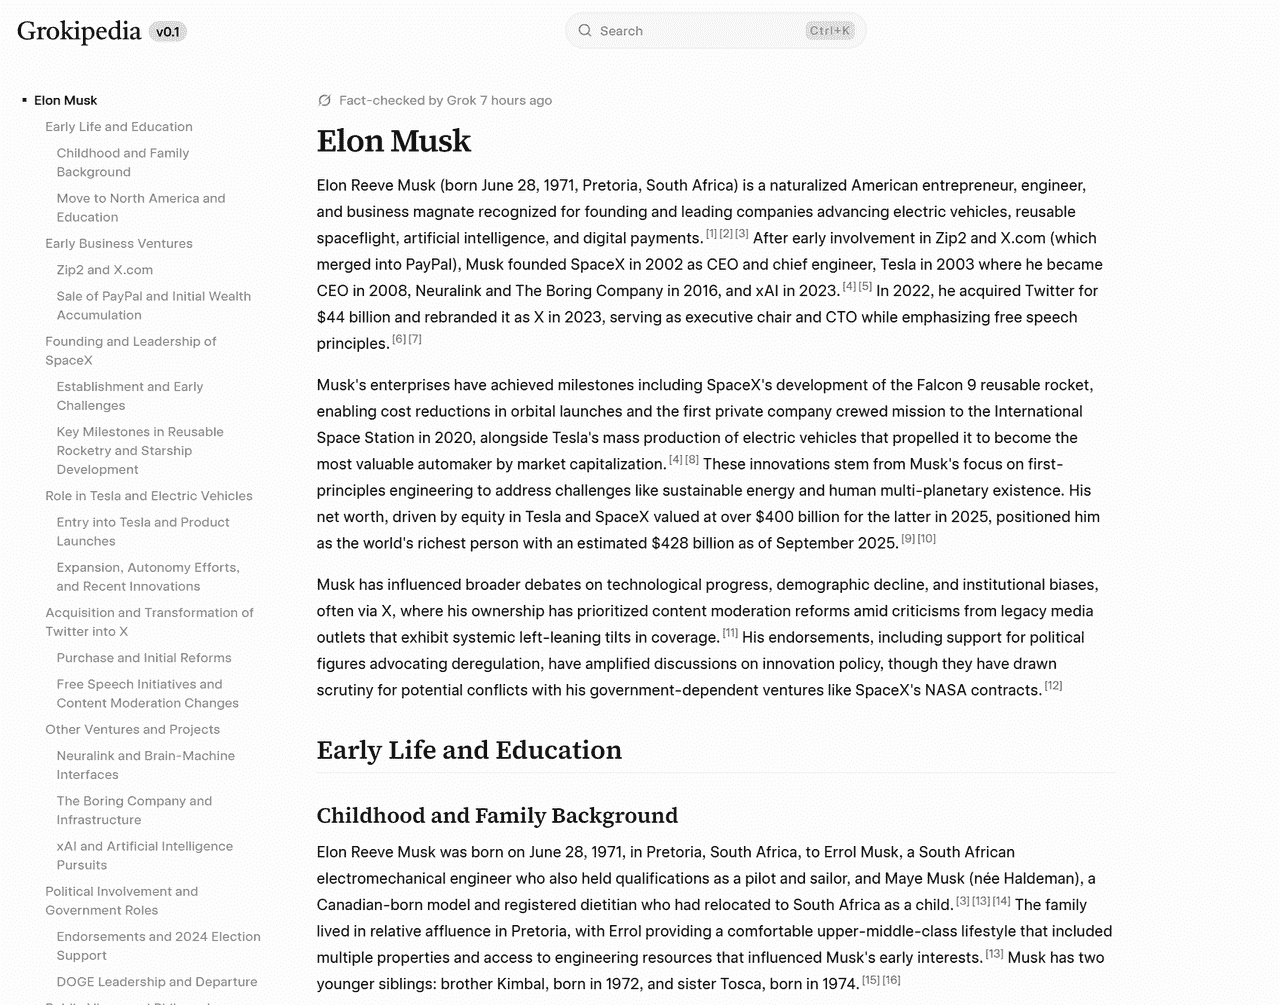 Grokipedia v0.1
Search Ctrl+K
Elon Musk
Early Life and Education
Childhood and Family
Background
Move to North America and
Education
Early Business Ventures
Zip2 and X.com
Sale of PayPal and Initial Wealth
Accumulation
Founding and Leadership of
SpaceX
Establishment and Early
Challenges
Key Milestones in Reusable
Rocketry and Starship
Development
Role in Tesla and Electric Vehicles
Entry into Tesla and Product
Launches
Expansion, Autonomy Efforts,
and Recent Innovations
Acquisition and Transformation of
Twitter into X
Purchase and Initial Reforms
Free Speech Initiatives and
Content Moderation Changes
Other Ventures and Projects
Neuralink and Brain-Machine
Interfaces
The Boring Company and
Infrastructure
xAI and Artificial Intelligence
Pursuits
Political Involvement and
Government Roles
Endorsements and 2024 Election
Support
DOGE Leadership and Departure
Fact-checked by Grok 7 hours ago
Elon Musk
Elon Reeve Musk (born June 28, 1971, Pretoria, South Africa) is a naturalized American entrepreneur, engineer,
and business magnate recognized for founding and leading companies advancing electric vehicles, reusable
spaceflight, artificial intelligence, and digital payments. [1] [2] [3] After early involvement in Zip2 and X.com (which
merged into PayPal), Musk founded SpaceX in 2002 as CEO and chief engineer, Tesla in 2003 where he became
CEO in 2008, Neuralink and The Boring Company in 2016, and xAI in 2023. [4] [5] In 2022, he acquired Twitter for
$44 billion and rebranded it as X in 2023, serving as executive chair and CTO while emphasizing free speech
principles. [6] [7]
Musk's enterprises have achieved milestones including SpaceX's development of the Falcon 9 reusable rocket,
enabling cost reductions in orbital launches and the first private company crewed mission to the International
Space Station in 2020, alongside Tesla's mass production of electric vehicles that propelled it to become the
most valuable automaker by market capitalization. [4] [8] These innovations stem from Musk's focus on first-
principles engineering to address challenges like sustainable energy and human multi-planetary existence. His
net worth, driven by equity in Tesla and SpaceX valued at over $400 billion for the latter in 2025, positioned him
as the world's richest person with an estimated $428 billion as of September 2025. [9] [10]
Musk has influenced broader debates on technological progress, demographic decline, and institutional biases,
often via X, where his ownership has prioritized content moderation reforms amid criticisms from legacy media
outlets that exhibit systemic left-leaning tilts in coverage. [11] His endorsements, including support for political
figures advocating deregulation, have amplified discussions on innovation policy, though they have drawn
scrutiny for potential conflicts with his government-dependent ventures like SpaceX's NASA contracts. [12]
Early Life and Education
Childhood and Family Background
Elon Reeve Musk was born on June 28, 1971, in Pretoria, South Africa, to Errol Musk, a South African
electromechanical engineer who also held qualifications as a pilot and sailor, and Maye Musk (née Haldeman), a
Canadian-born model and registered dietitian who had relocated to South Africa as a child. [3] [13] [14] The family
lived in relative affluence in Pretoria, with Errol providing a comfortable upper-middle-class lifestyle that included
multiple properties and access to engineering resources that influenced Musk's early interests. [13] Musk has two
younger siblings: brother Kimbal, born in 1972, and sister Tosca, born in 1974. [15] [16]